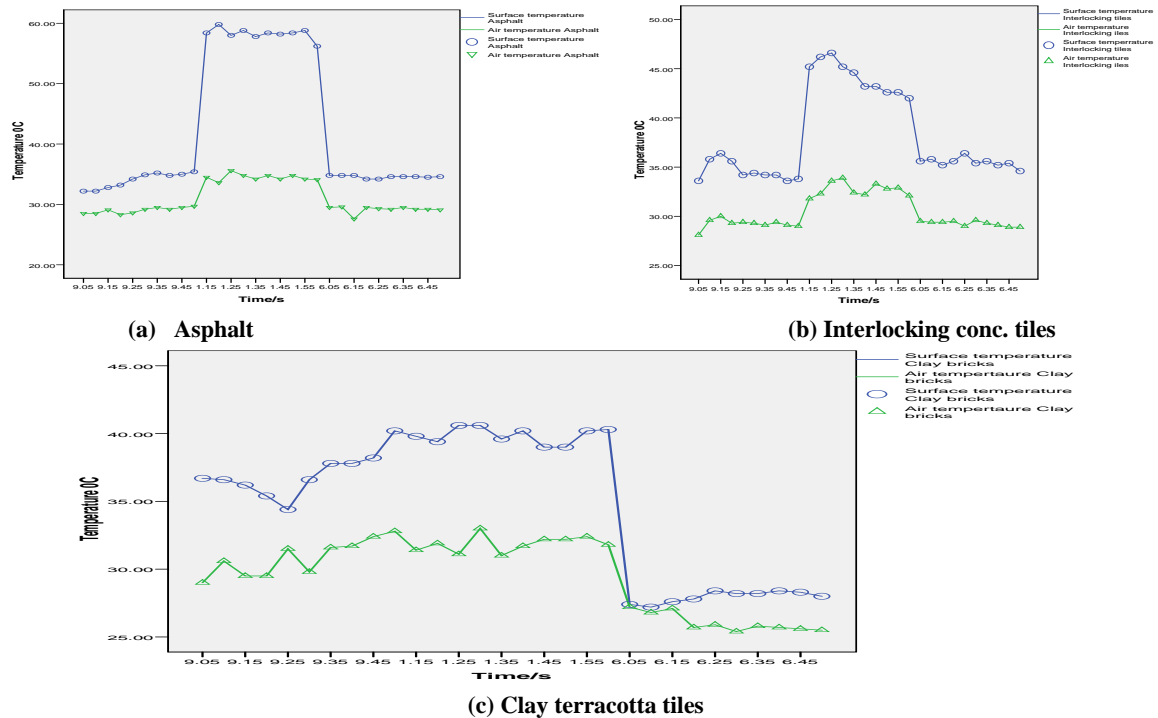 60.00
50.00
40.00
30.00
20.00
Temperature 0C
9.05 9.15 9.25 9.35 9.45 1.15 1.25 1.35 1.45 1.55 6.05 6.15 6.25 6.35 6.45
Time/s
Surface temperature
Asphalt
Air temperature Asphalt
Surface temperature
Asphalt
Air temperature Asphalt
(a) Asphalt
50.00
45.00
40.00
35.00
30.00
25.00
Temperature 0C
9.05 9.15 9.25 9.35 9.45 1.15 1.25 1.35 1.45 1.55 6.05 6.15 6.25 6.35 6.45
Time/s
Surface temperrature
Interlocking tiles
Air temperature
Interlocking iles
Surface temperrature
Interlocking tiles
Air temperature
Interlocking iles
(b) Interlocking conc. tiles
45.00
40.00
35.00
30.00
25.00
Temperature 0C
9.05 9.15 9.25 9.35 9.45 1.15 1.25 1.35 1.45 1.55 6.05 6.15 6.25 6.35 6.45
Time/s
Surface temperature
Clay bricks
Air tempertaure Clay
bricks
Surface temperature
Clay bricks
Air tempertaure Clay
bricks
(c) Clay terracotta tiles